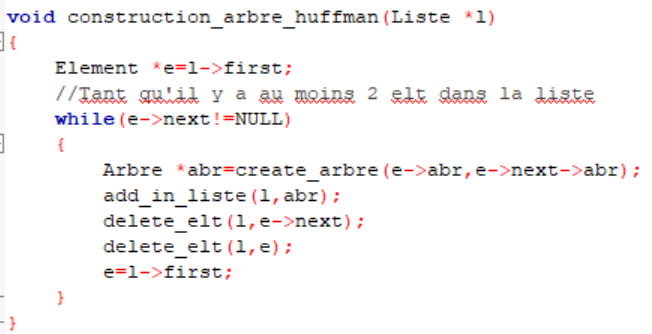 void construction_arbre_huffman(Liste *l)
{
    Element *e=l->first;
    //Tant qu'il y a au moins 2 elt dans la liste
    while(e->next!=NULL)
    {
        Arbre *abr=create_arbre(e->abr,e->next->abr);
        add_in_liste(l,abr);
        delete_elt(l,e->next);
        delete_elt(l,e);
        e=l->first;
    }
}